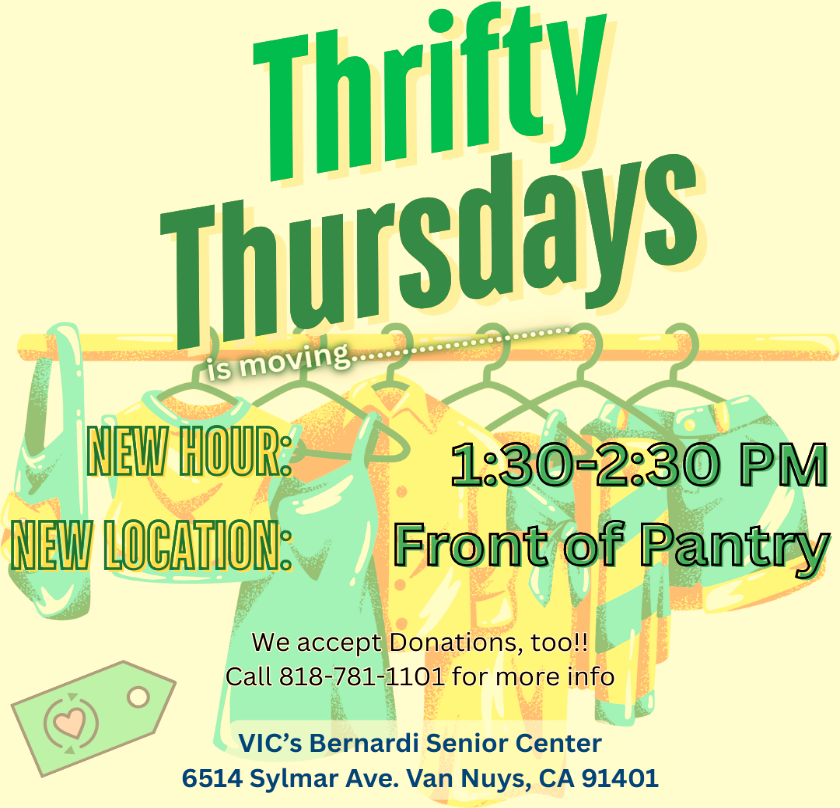 Thrifty
Thursdays
is moving........................
NEW HOUR: 1:30-2:30 PM
NEW LOCATION: Front of Pantry
We accept Donations, too!!
Call 818-781-1101 for more info
VIC's Bernardi Senior Center
6514 Sylmar Ave. Van Nuys, CA 91401